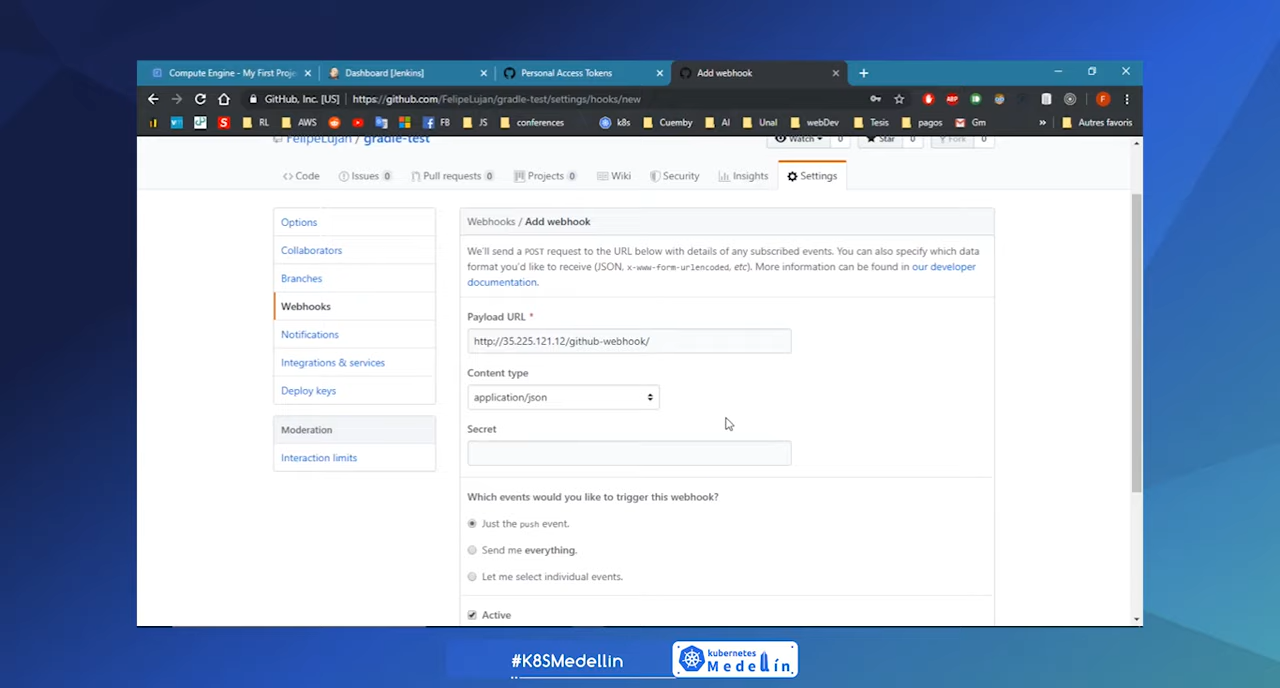 Compute Engine - My First Proje
Dashboard [Jenkins]
Personal Access Tokens
Add webhook
GitHub, Inc. [US] | https://github.com/FelipeLujan/gradle-test/settings/hooks/new
RL AWS FB JS conferences k8s Cuemby AI Unal webDev Tesis pagos Gm » Autres favoris
FelipeLujan / gradle-test
Watch 0 Star 0 Fork 0
Code Issues 0 Pull requests 0 Projects 0 Wiki Security Insights Settings
Options
Collaborators
Branches
Webhooks
Notifications
Integrations & services
Deploy keys
Moderation
Interaction limits
Webhooks / Add webhook
We'll send a POST request to the URL below with details of any subscribed events. You can also specify which data
format you'd like to receive (JSON, x-www-form-urlencoded, etc). More information can be found in our developer
documentation.
Payload URL *
http://35.225.121.12/github-webhook/
Content type
application/json
Secret
Which events would you like to trigger this webhook?
Just the push event.
Send me everything.
Let me select individual events.
Active
#K8SMedellin
kubernetes
Medellín